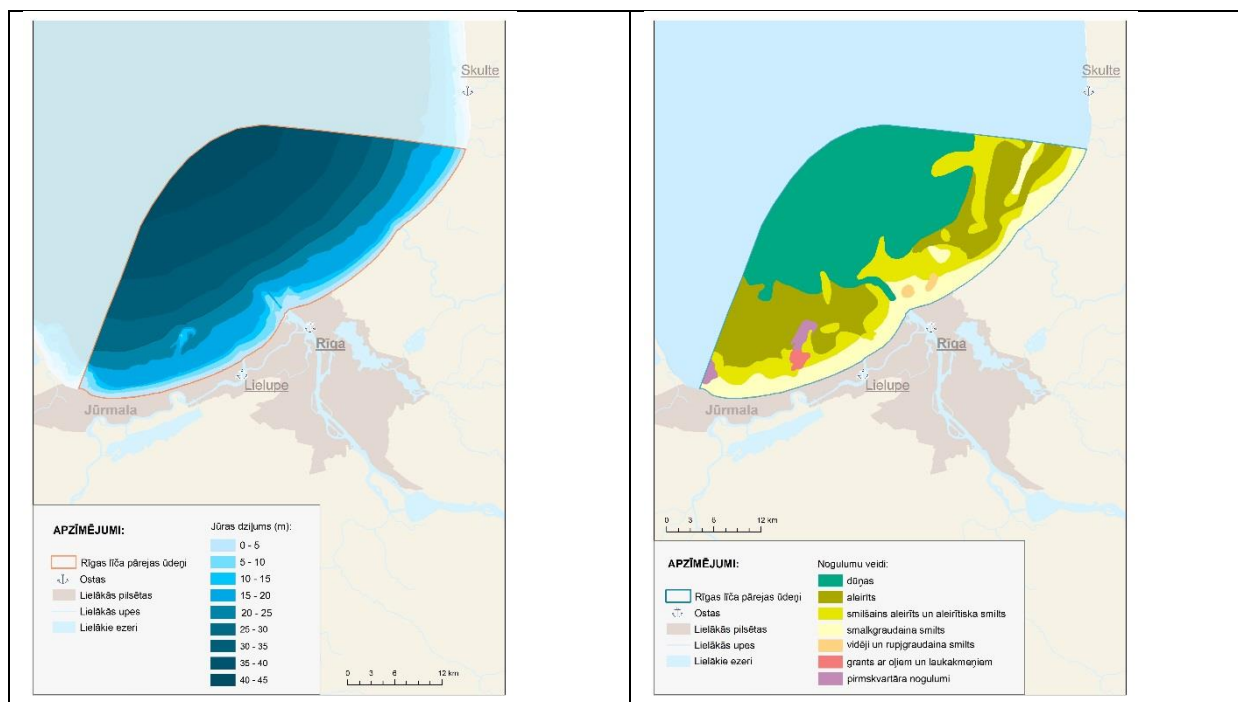 Skulte
Rīga
Lielupe
Jūrmala
APZĪMĒJUMI:
Rīgas līča pārejas ūdeņi
Ostas
Lielākās pilsētas
Lielākās upes
Lielākie ezeri
Jūras dziļums (m):
0 - 5
5 - 10
10 - 15
15 - 20
20 - 25
25 - 30
30 - 35
35 - 40
40 - 45
0 3 6 12 km
Skulte
Rīga
Lielupe
Jūrmala
0 3 6 12 km
APZĪMĒJUMI:
Rīgas līča pārejas ūdeņi
Ostas
Lielākās pilsētas
Lielākās upes
Lielākie ezeri
Nogulumu veidi:
dūņas
aleirīts
smilšains aleirīts un aleirītiska smilts
smalkgraudaina smilts
vidēji un rupjgraudaina smilts
grants ar oļiem un laukakmeņiem
pirmskvartāra nogulumi